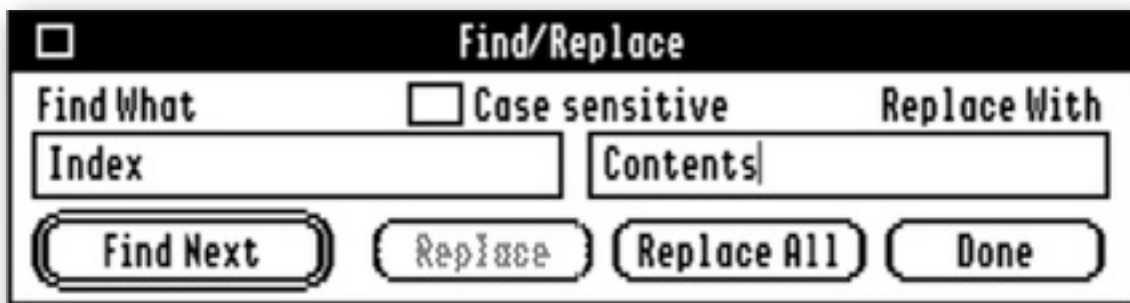 Find/Replace
Find What Case sensitive Replace With
Index Contents
Find Next Replace Replace All Done